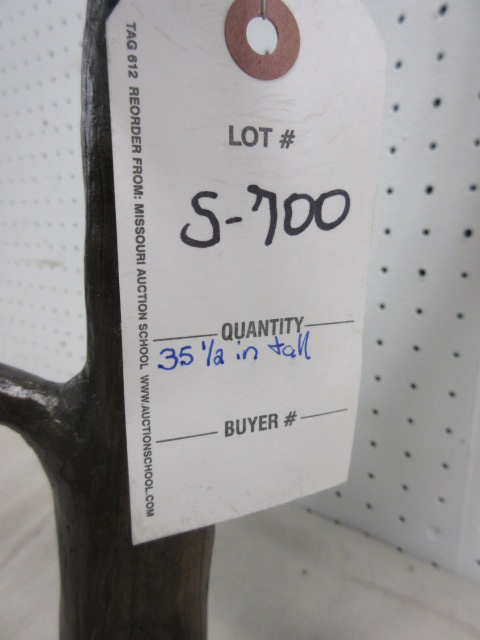 TAG 612 REORDER FROM: MISSOURI AUCTION SCHOOL WWW.AUCTIONSCHOOL.COM
LOT #
S-700
QUANTITY
35 1/2 in tall
BUYER #